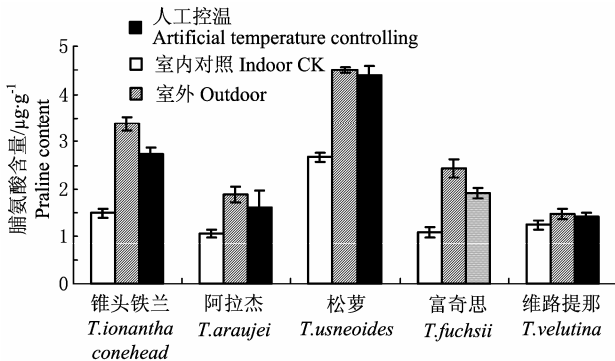 人工控温
Artificial temperature controlling
室内对照 Indoor CK
室外 Outdoor
脯氨酸含量/μg·g-1
Praline content
5
4
3
2
1
0
锥头铁兰 阿拉杰 松萝 富奇思 维路提那
T.ionantha T.araujei T.usneoides T.fuchsii T.velutina
conehead